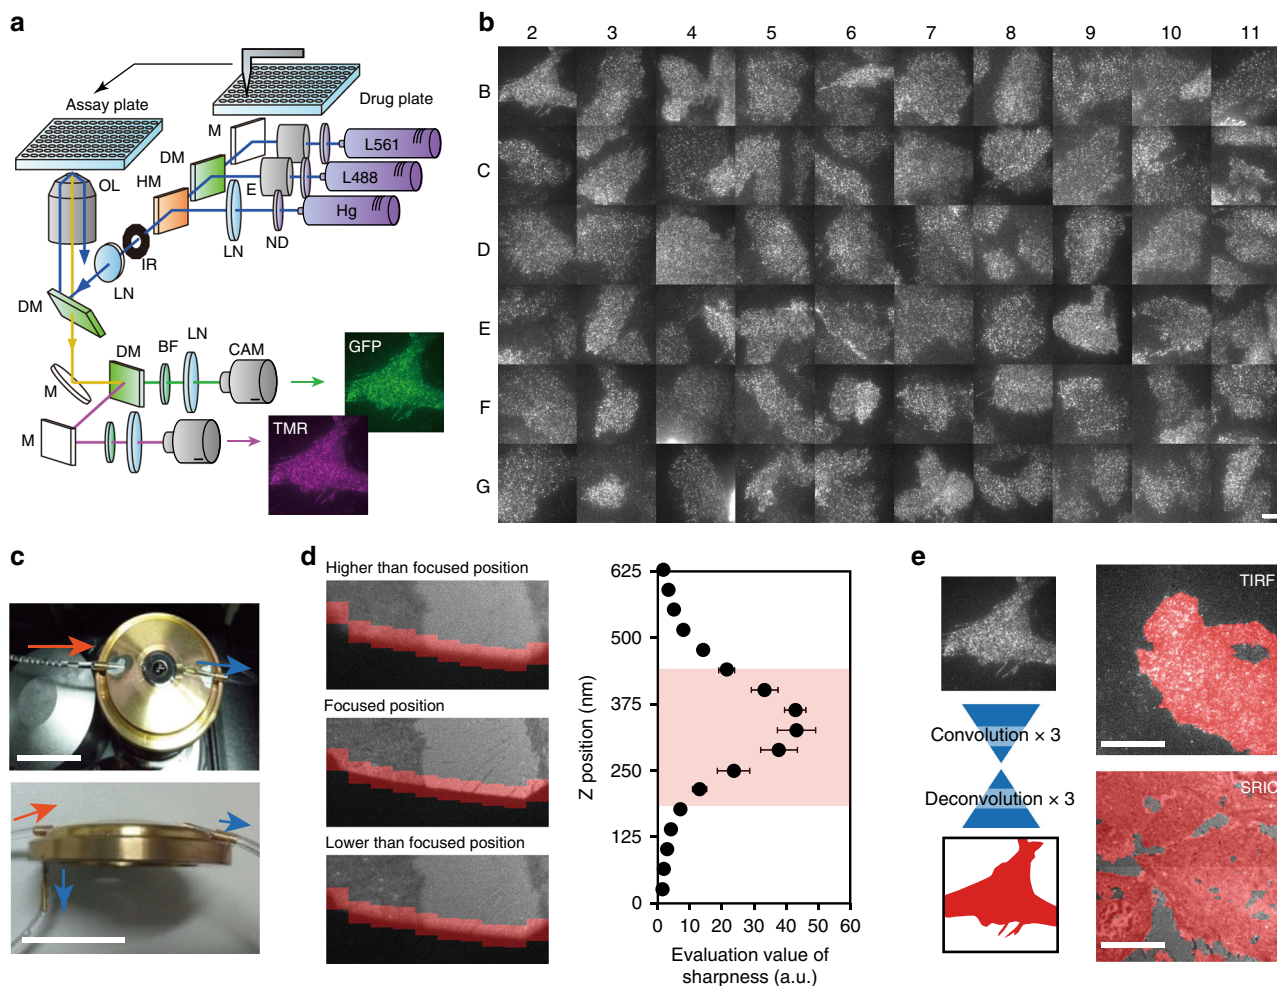 a
Assay plate
Drug plate
M
L561
DM
L488
OL
HM
E
Hg
IR
LN
ND
LN
DM
DM
BF
LN
CAM
GFP
M
M
TMR
b
2 3 4 5 6 7 8 9 10 11
B
C
D
E
F
G
c
d
Higher than focused position
Focused position
Lower than focused position
625
500
375
250
125
0
Z position (nm)
0 10 20 30 40 50 60
Evaluation value of
sharpness (a.u.)
e
Convolution × 3
Deconvolution × 3
TIRF
SRIC